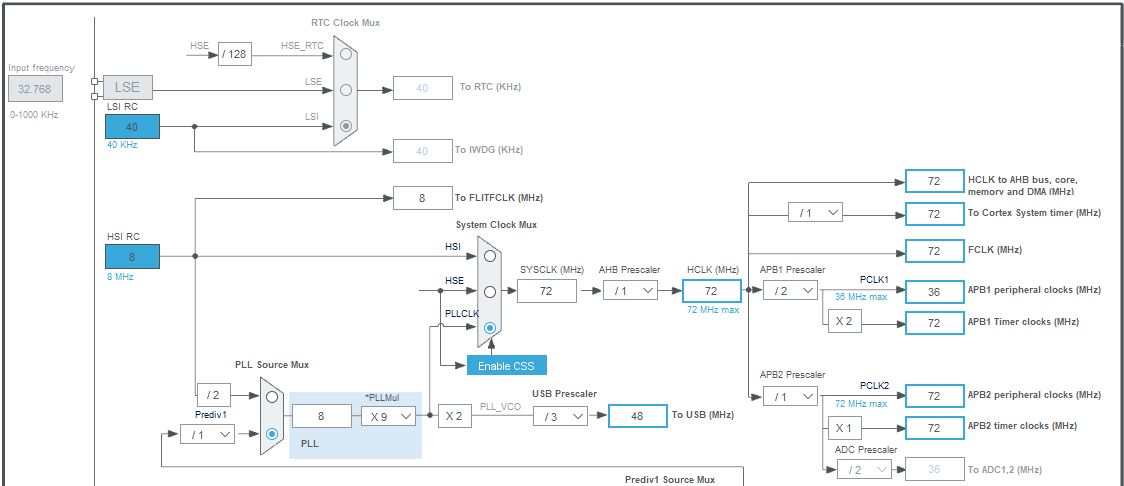 RTC Clock Mux
HSE
/ 128
HSE_RTC
Input frequency
32.768
0-1000 KHz
LSE
LSE
40
To RTC (KHz)
LSI RC
40
40 KHz
LSI
40
To IWDG (KHz)
8
To FLITFCLK (MHz)
System Clock Mux
HSI RC
8
8 MHz
HSI
HSE
PLLCLK
SYSCLK (MHz)
72
AHB Prescaler
/ 1
HCLK (MHz)
72
72 MHz max
Enable CSS
72
HCLK to AHB bus, core,
memory and DMA (MHz)
/ 1
72
To Cortex System timer (MHz)
72
FCLK (MHz)
APB1 Prescaler
/ 2
PCLK1
36 MHz max
36
APB1 peripheral clocks (MHz)
X 2
72
APB1 Timer clocks (MHz)
PLL Source Mux
/ 2
Prediv1
/ 1
8
*PLLMul
X 9
PLL
X 2
PLL_VCO
USB Prescaler
/ 3
48
To USB (MHz)
APB2 Prescaler
/ 1
PCLK2
72 MHz max
72
APB2 peripheral clocks (MHz)
X 1
72
APB2 timer clocks (MHz)
ADC Prescaler
/ 2
36
To ADC1,2 (MHz)
Prediv1 Source Mux